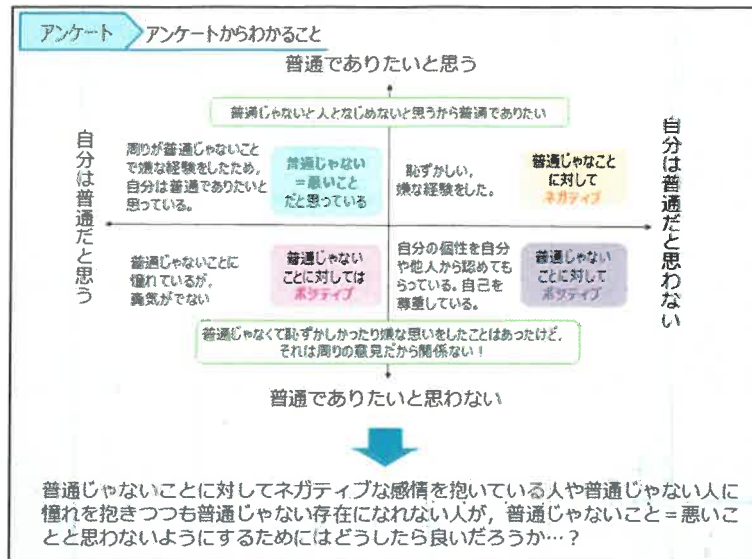 アンケート
アンケートからわかること
普通でありたいと思う
普通じゃないと人となじめないと思うから普通でありたい
自分は普通だと思う
周りが普通じゃないこと
で嫌な経験をしたため，
自分は普通でありたいと
思っている。
普通じゃない
＝悪いこと
だと思っている
恥ずかしい，
嫌な経験をした。
普通じゃなこと
に対して
ネガティブ
自分は普通だと思わない
普通じゃないことに
憧れているが，
勇気がでない
普通じゃない
ことに対しては
ポジティブ
自分の個性を自分
や他人から認めても
らっている。自己を
尊重している。
普通じゃない
ことに対して
ポジティブ
普通じゃなくて恥ずかしかったり嫌な思いをしたことはあったけど，
それは周りの意見だから関係ない！
普通でありたいと思わない
普通じゃないことに対してネガティブな感情を抱いている人や普通じゃない人に
憧れを抱きつつも普通じゃない存在になれない人が，普通じゃないこと＝悪いこ
とと思わないようにするためにはどうしたら良いだろうか…？